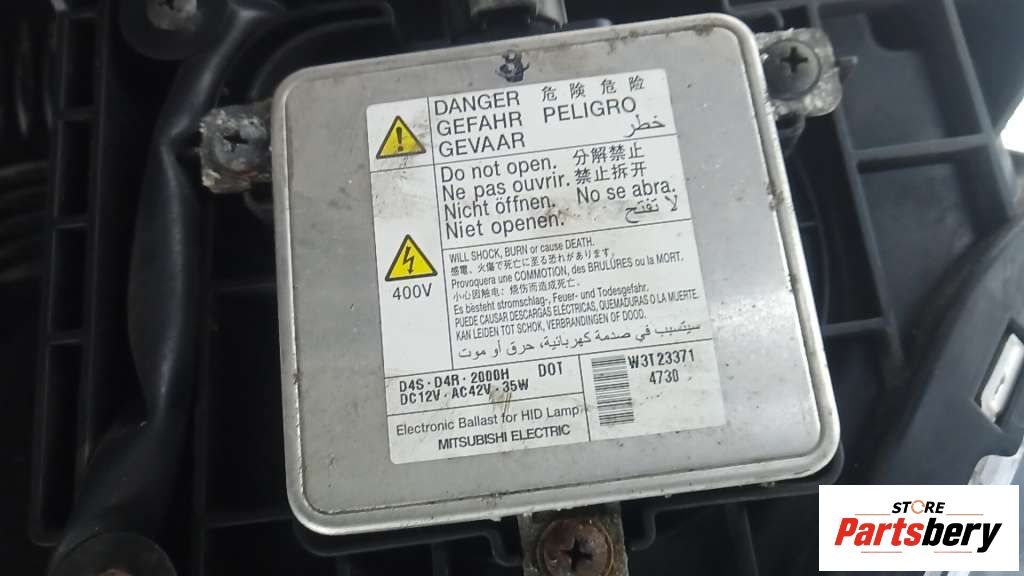 DANGER 危険 危险
GEFAHR PELIGRO
GEVAAR خطر
Do not open. 分解禁止
Ne pas ouvrir. 禁止拆开
Nicht öffnen. No se abra.
Niet openen. لا تفتح
400V
WILL SHOCK, BURN or cause DEATH.
感電、火傷で死亡に至る恐れがあります。
Provoquera une COMMOTION, des BRULURES ou la MORT.
小心因触电；烧伤而造成死亡。
Es besteht stromschlag-, Feuer- und Todesgefahr.
PUEDE CAUSAR DESCARGAS ELÉCTRICAS, QUEMADURAS O LA MUERTE.
KAN LEIDEN TOT SCHOK, VERBRANDINGEN OF DOOD.
سيتسبب في صدمة كهربائية، حرق أو موت
D4S·D4R·2000H DOT
DC12V·AC42V·35W
W3T23371
4730
Electronic Ballast for HID Lamp
MITSUBISHI ELECTRIC
STORE
Partsbery